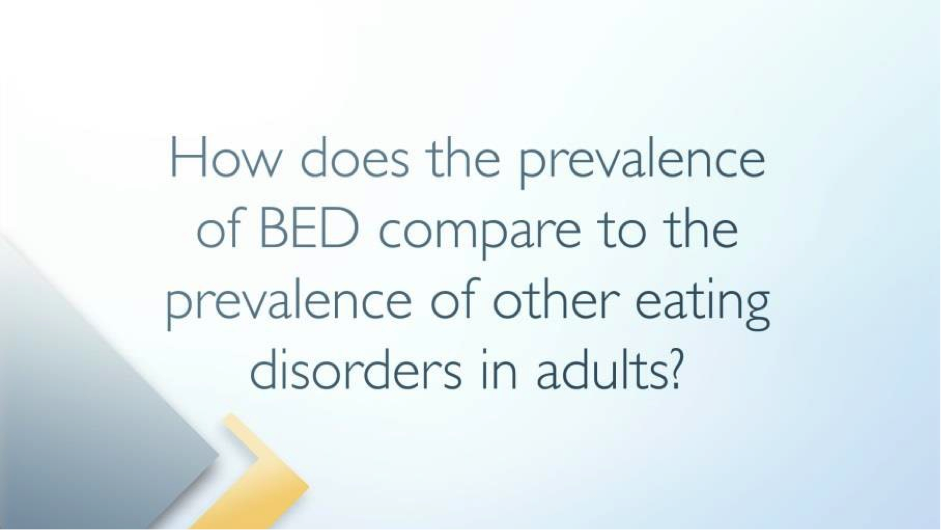 How does the prevalence
of BED compare to the
prevalence of other eating
disorders in adults?